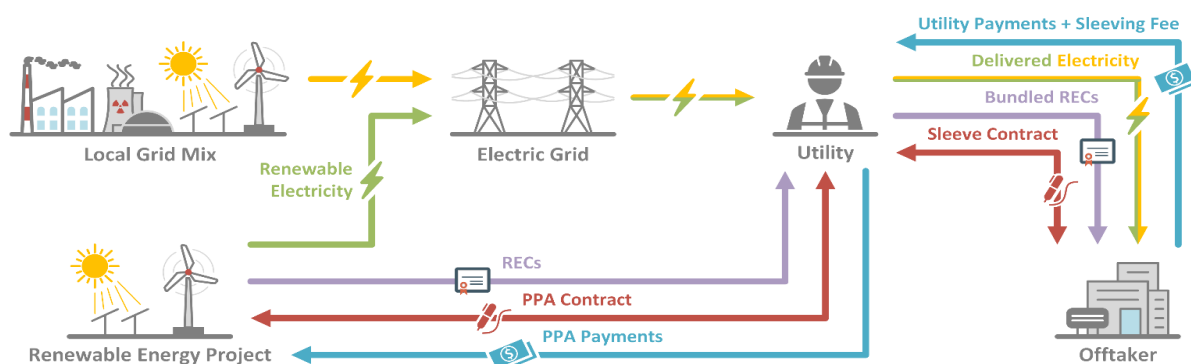 Utility Payments + Sleeving Fee
Delivered Electricity
Bundled RECs
Sleeve Contract
Local Grid Mix
Electric Grid
Utility
Renewable
Electricity
RECs
PPA Contract
PPA Payments
Renewable Energy Project
Offtaker